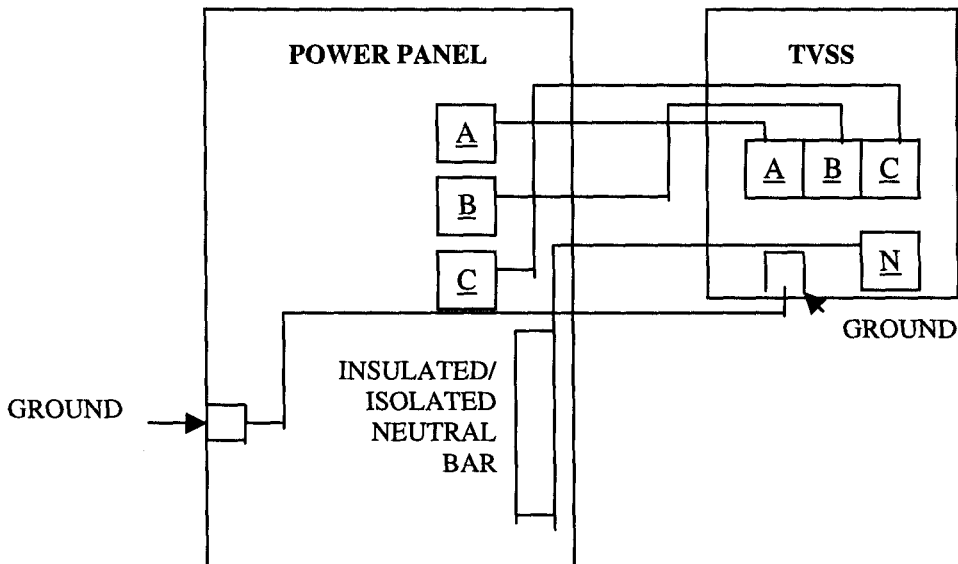 POWER PANEL
TVSS
A
B
C
A B C
N
GROUND
INSULATED/
ISOLATED
NEUTRAL
BAR
GROUND